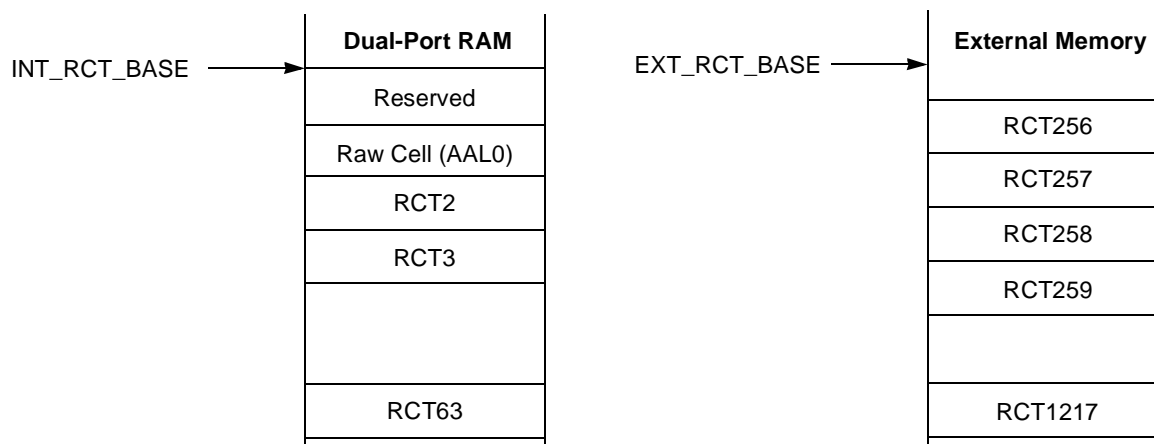 Dual-Port RAM
INT_RCT_BASE
Reserved
Raw Cell (AAL0)
RCT2
RCT3
RCT63
External Memory
EXT_RCT_BASE
RCT256
RCT257
RCT258
RCT259
RCT1217